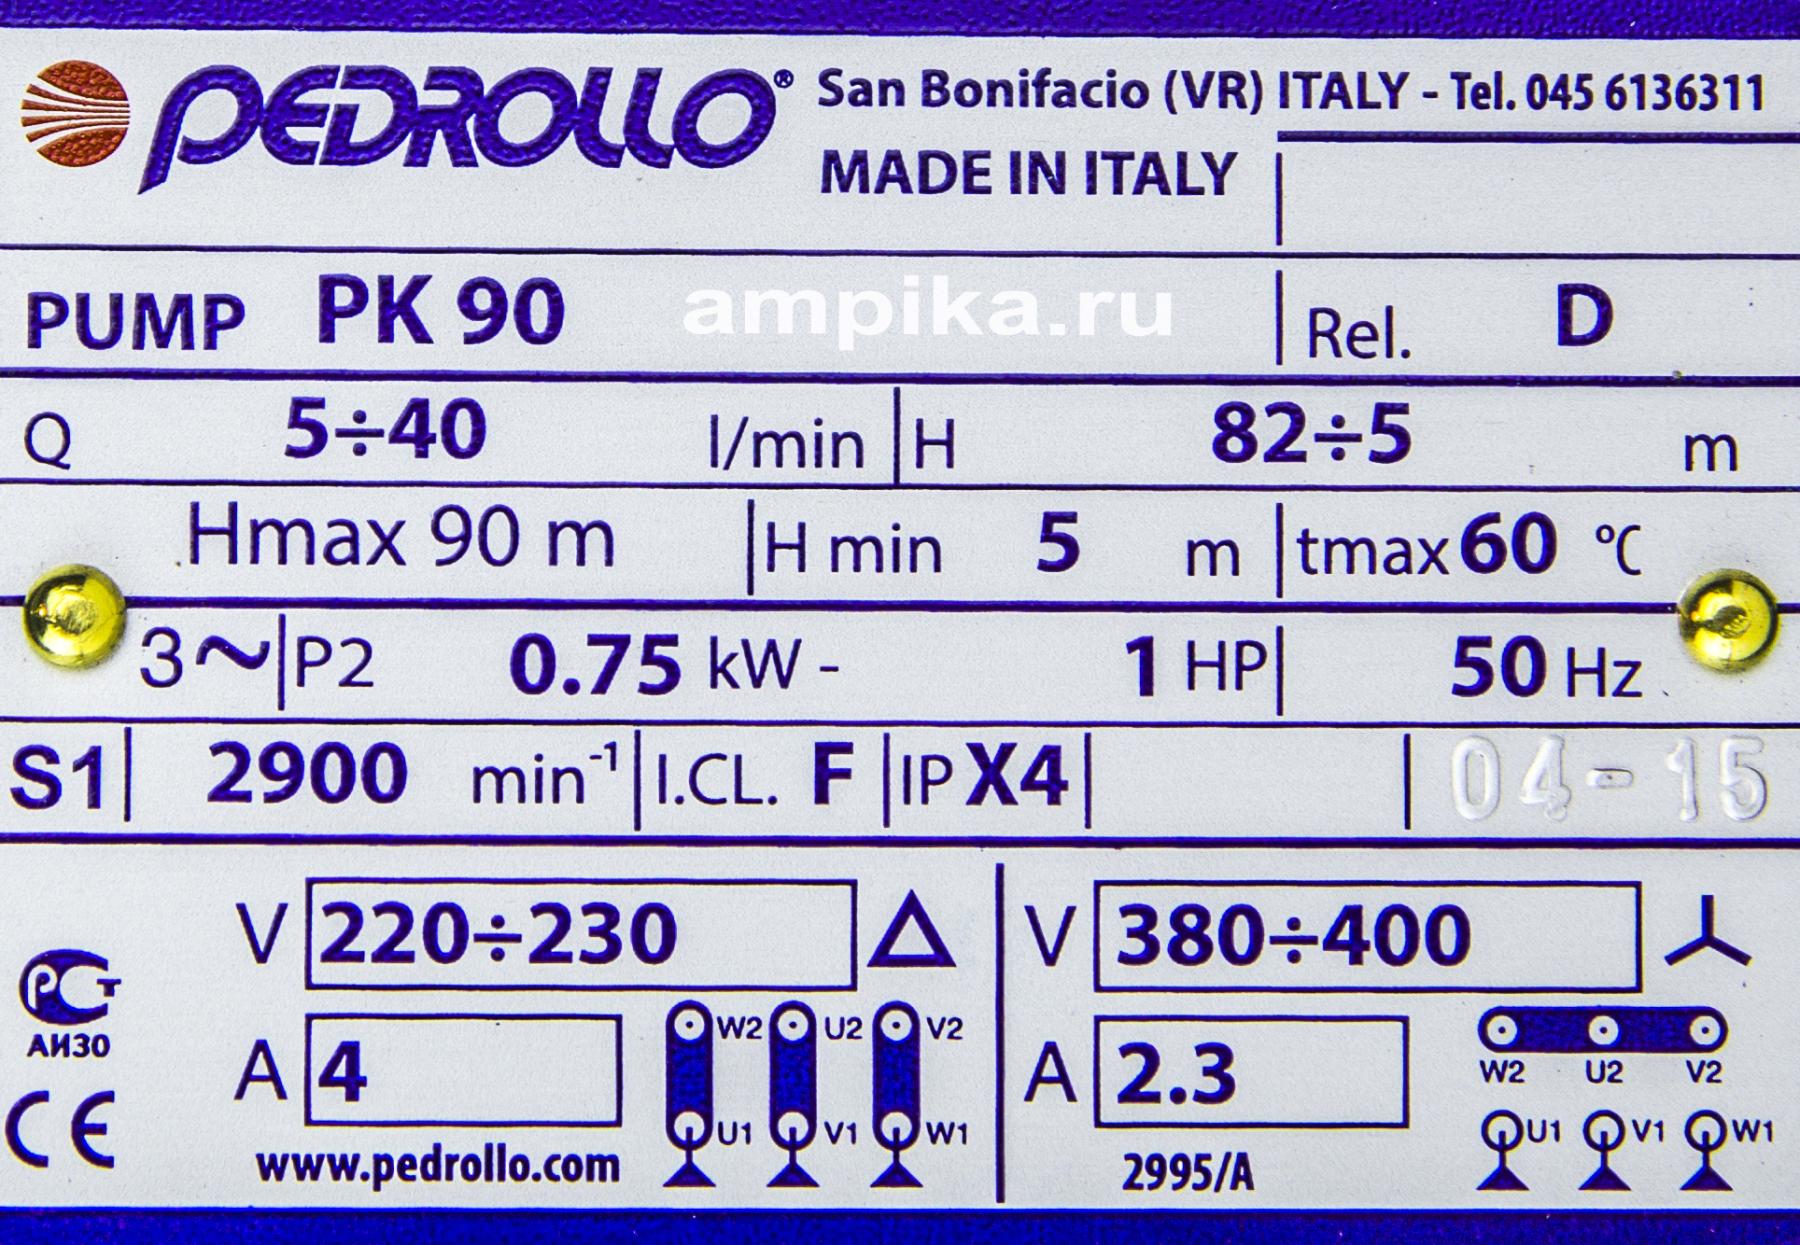 PEDROLLO® San Bonifacio (VR) ITALY - Tel. 045 6136311
MADE IN ITALY
PUMP PK 90 ampika.ru Rel. D
Q 5÷40 l/min H 82÷5 m
Hmax 90 m H min 5 m tmax 60 °C
3~ P2 0.75 kW - 1 HP 50 Hz
S1 2900 min⁻¹ I.CL. F IP X4 04-15
V 220÷230 Δ V 380÷400
РСТ
АИ30
W2 U2 V2
A 4 A 2.3
W2 U2 V2
U1 V1 W1
U1 V1 W1
CE
www.pedrollo.com 2995/A